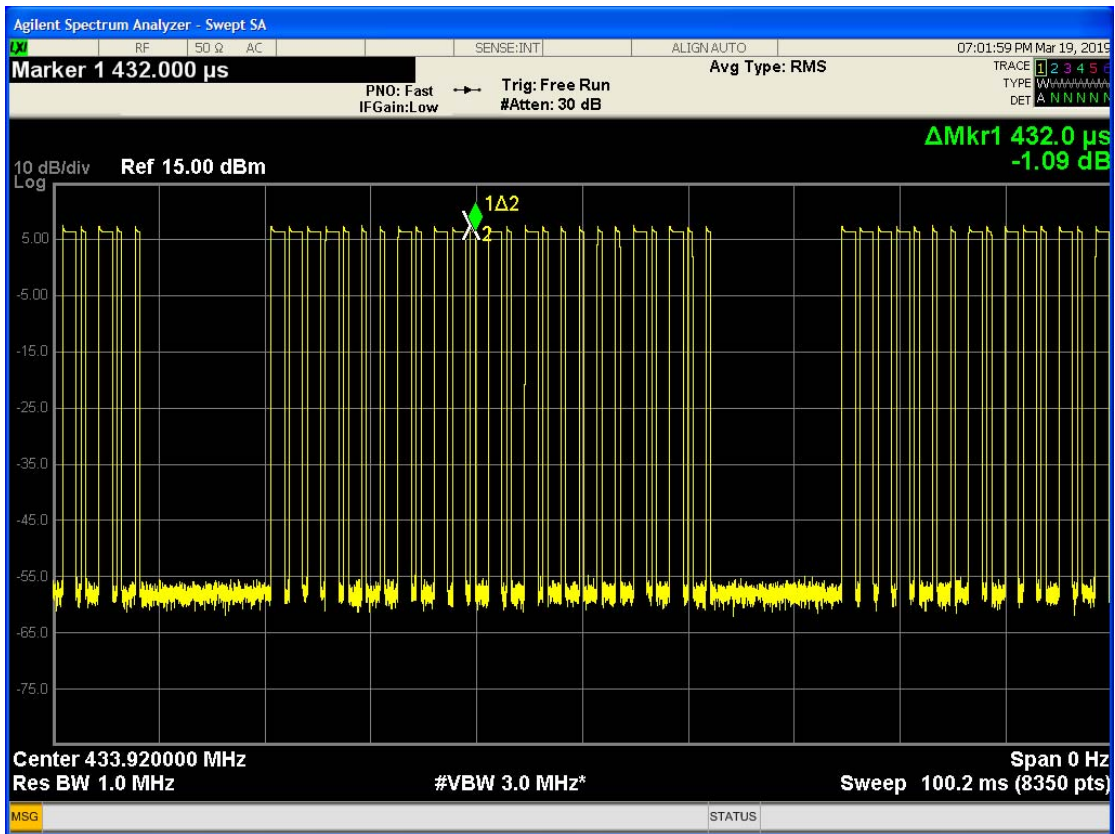 Agilent Spectrum Analyzer - Swept SA
LXI RF 50 Ω AC SENSE:INT ALIGN AUTO 07:01:59 PM Mar 19, 2019
Marker 1 432.000 µs
PNO: Fast
IFGain:Low
Trig: Free Run
#Atten: 30 dB
Avg Type: RMS
TRACE 1 2 3 4 5 6
TYPE W
DET A N N N N N
ΔMkr1 432.0 µs
-1.09 dB
10 dB/div
Log
Ref 15.00 dBm
1Δ2
2
5.00
-5.00
-15.0
-25.0
-35.0
-45.0
-55.0
-65.0
-75.0
Center 433.920000 MHz
Span 0 Hz
Res BW 1.0 MHz
#VBW 3.0 MHz*
Sweep 100.2 ms (8350 pts)
MSG
STATUS